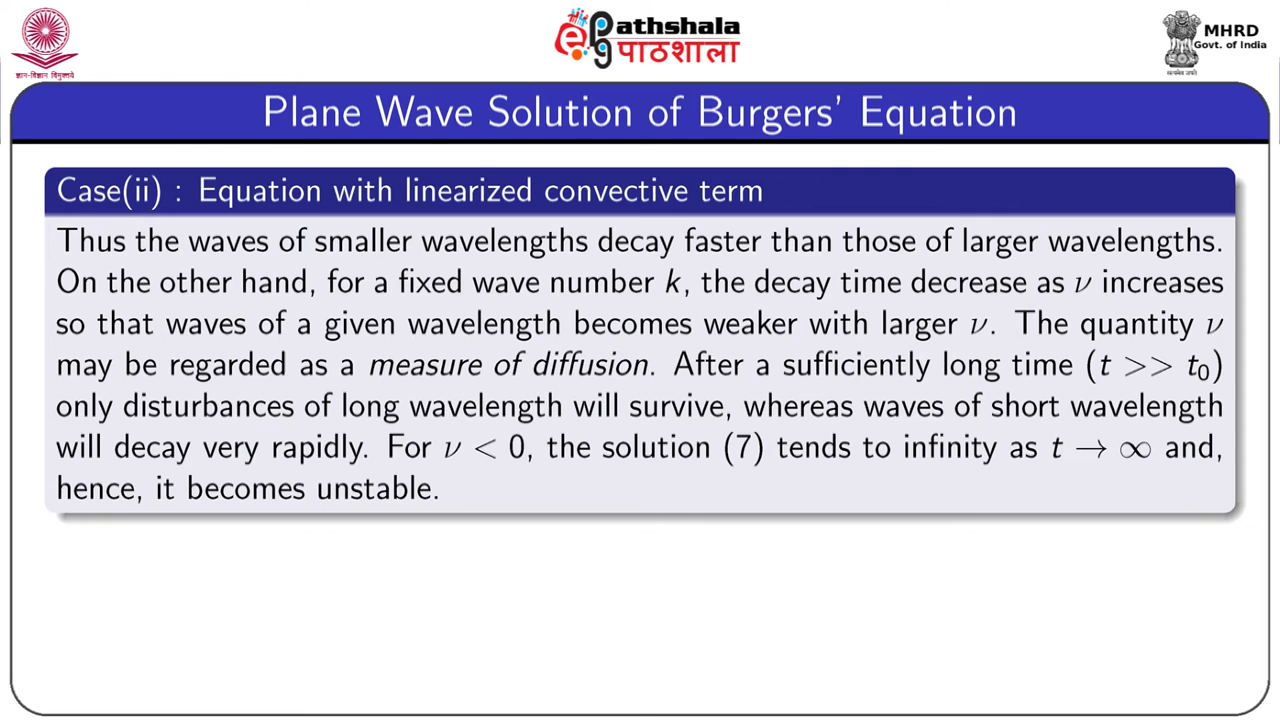 ज्ञान-विज्ञान विमुक्तये
ePathshala
पाठशाला
MHRD
Govt. of India
सत्यमेव जयते
Plane Wave Solution of Burgers' Equation
Case(ii) : Equation with linearized convective term
Thus the waves of smaller wavelengths decay faster than those of larger wavelengths.
On the other hand, for a fixed wave number k, the decay time decrease as ν increases
so that waves of a given wavelength becomes weaker with larger ν. The quantity ν
may be regarded as a measure of diffusion. After a sufficiently long time (t >> t₀)
only disturbances of long wavelength will survive, whereas waves of short wavelength
will decay very rapidly. For ν < 0, the solution (7) tends to infinity as t → ∞ and,
hence, it becomes unstable.